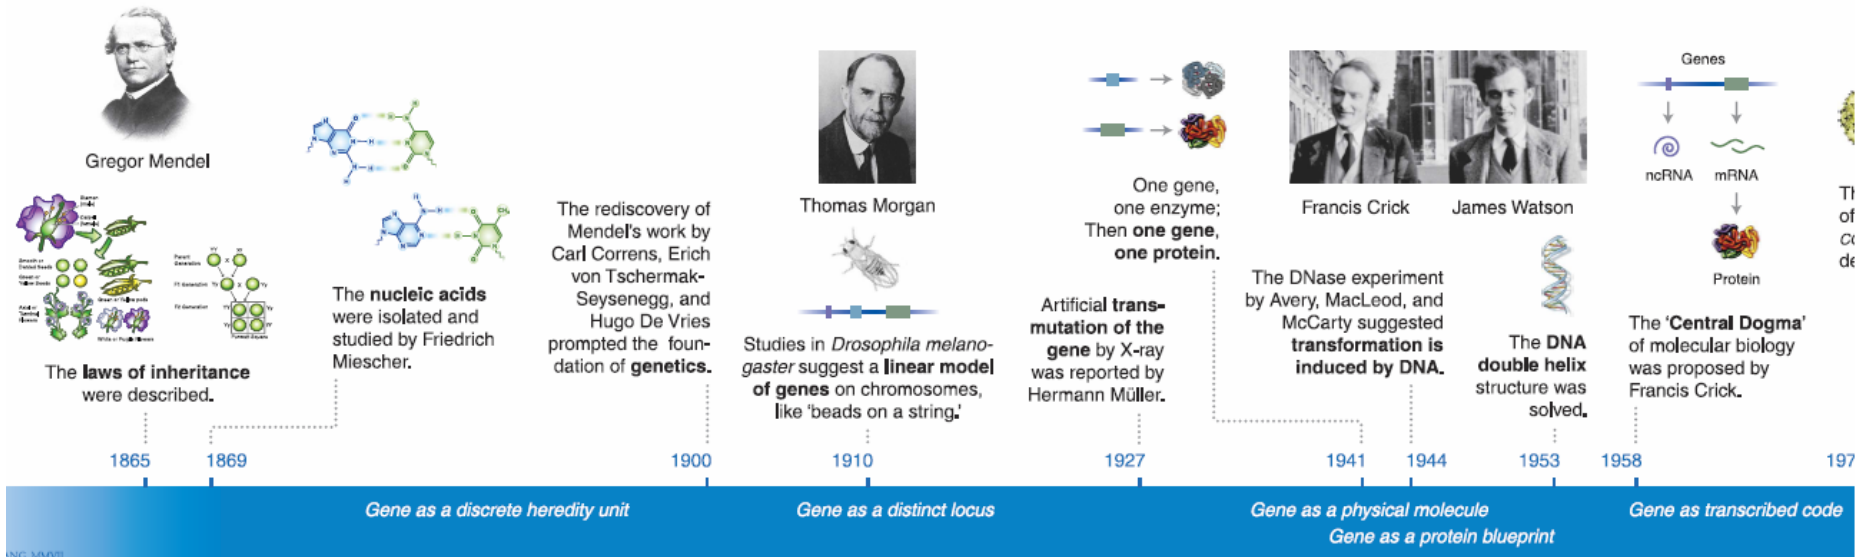 Gregor Mendel
The laws of inheritance
were described.
The nucleic acids
were isolated and
studied by Friedrich
Miescher.
The rediscovery of
Mendel's work by
Carl Correns, Erich
von Tschermak-
Seysenegg, and
Hugo De Vries
prompted the foun-
dation of genetics.
Thomas Morgan
Studies in Drosophila melano-
gaster suggest a linear model
of genes on chromosomes,
like 'beads on a string.'
Artificial trans-
mutation of the
gene by X-ray
was reported by
Hermann Müller.
One gene,
one enzyme;
Then one gene,
one protein.
The DNase experiment
by Avery, MacLeod, and
McCarty suggested
transformation is
induced by DNA.
Francis Crick James Watson
The DNA
double helix
structure was
solved.
Genes
ncRNA mRNA
Protein
The 'Central Dogma'
of molecular biology
was proposed by
Francis Crick.
Th
of
co
de
1865 1869 1900 1910 1927 1941 1944 1953 1958 197
Gene as a discrete heredity unit Gene as a distinct locus Gene as a physical molecule Gene as transcribed code
Gene as a protein blueprint